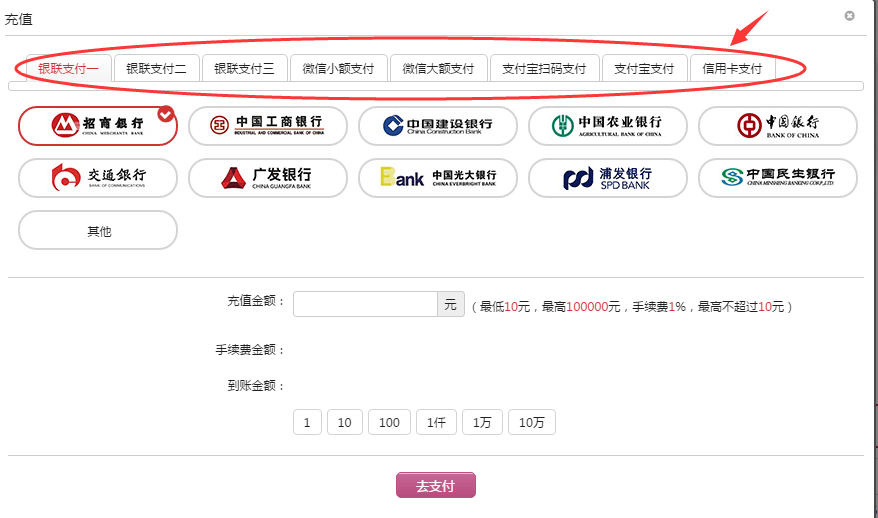 充值
银联支付一 银联支付二 银联支付三 微信小额支付 微信大额支付 支付宝扫码支付 支付宝支付 信用卡支付
招商银行 中国工商银行 中国建设银行 中国农业银行 中国银行
CHINA MERCHANTS BANK INDUSTRIAL AND COMMERCIAL BANK OF CHINA China Construction Bank AGRICULTURAL BANK OF CHINA BANK OF CHINA
交通银行 广发银行 Bank 中国光大银行 浦发银行 中国民生银行
BANK OF COMMUNICATIONS CHINA GUANGFA BANK CHINA EVERBRIGHT BANK SPD BANK CHINA MINSHENG BANKING CORP.,LTD.
其他
充值金额： 元 （最低10元，最高100000元，手续费1%，最高不超过10元）
手续费金额：
到账金额：
1 10 100 1仟 1万 10万
去支付